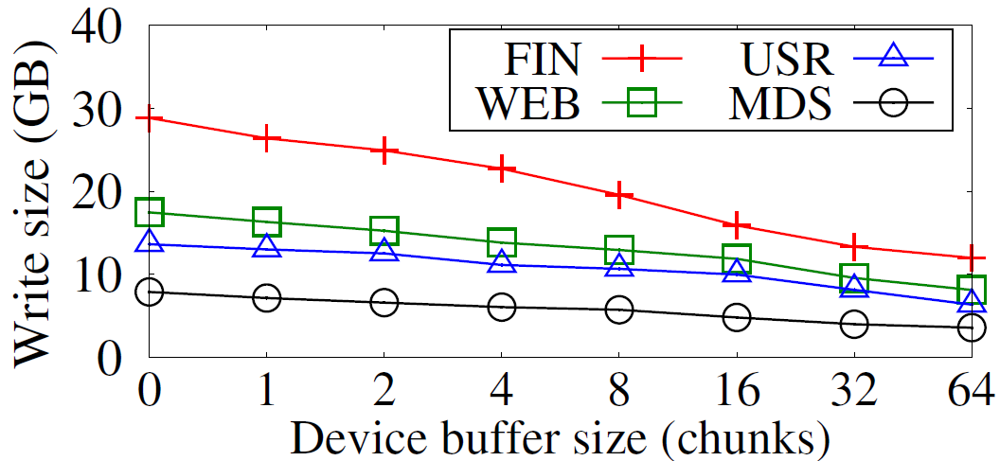 40
30
20
10
0
Write size (GB)
FIN
USR
WEB
MDS
0 1 2 4 8 16 32 64
Device buffer size (chunks)